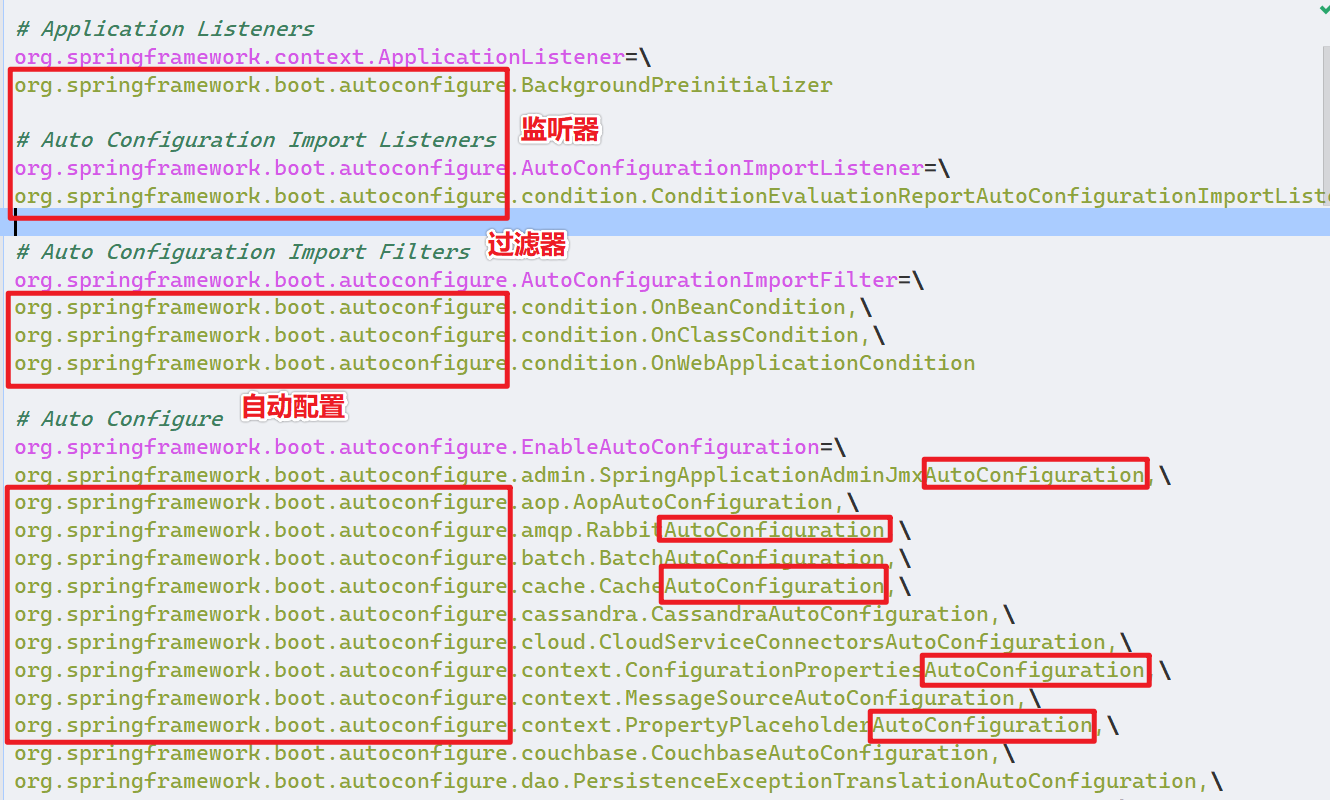 # Application Listeners
org.springframework.context.ApplicationListener=\
org.springframework.boot.autoconfigure.BackgroundPreinitializer
# Auto Configuration Import Listeners
监听器
org.springframework.boot.autoconfigure.AutoConfigurationImportListener=\
org.springframework.boot.autoconfigure.condition.ConditionEvaluationReportAutoConfigurationImportListe
# Auto Configuration Import Filters
过滤器
org.springframework.boot.autoconfigure.AutoConfigurationImportFilter=\
org.springframework.boot.autoconfigure.condition.OnBeanCondition,\
org.springframework.boot.autoconfigure.condition.OnClassCondition,\
org.springframework.boot.autoconfigure.condition.OnWebApplicationCondition
自动配置
# Auto Configure
org.springframework.boot.autoconfigure.EnableAutoConfiguration=\
org.springframework.boot.autoconfigure.admin.SpringApplicationAdminJmxAutoConfiguration,\
org.springframework.boot.autoconfigure.aop.AopAutoConfiguration,\
org.springframework.boot.autoconfigure.amqp.RabbitAutoConfiguration,\
org.springframework.boot.autoconfigure.batch.BatchAutoConfiguration,\
org.springframework.boot.autoconfigure.cache.CacheAutoConfiguration,\
org.springframework.boot.autoconfigure.cassandra.CassandraAutoConfiguration,\
org.springframework.boot.autoconfigure.cloud.CloudServiceConnectorsAutoConfiguration,\
org.springframework.boot.autoconfigure.context.ConfigurationPropertiesAutoConfiguration,\
org.springframework.boot.autoconfigure.context.MessageSourceAutoConfiguration,\
org.springframework.boot.autoconfigure.context.PropertyPlaceholderAutoConfiguration,\
org.springframework.boot.autoconfigure.couchbase.CouchbaseAutoConfiguration,\
org.springframework.boot.autoconfigure.dao.PersistenceExceptionTranslationAutoConfiguration,\